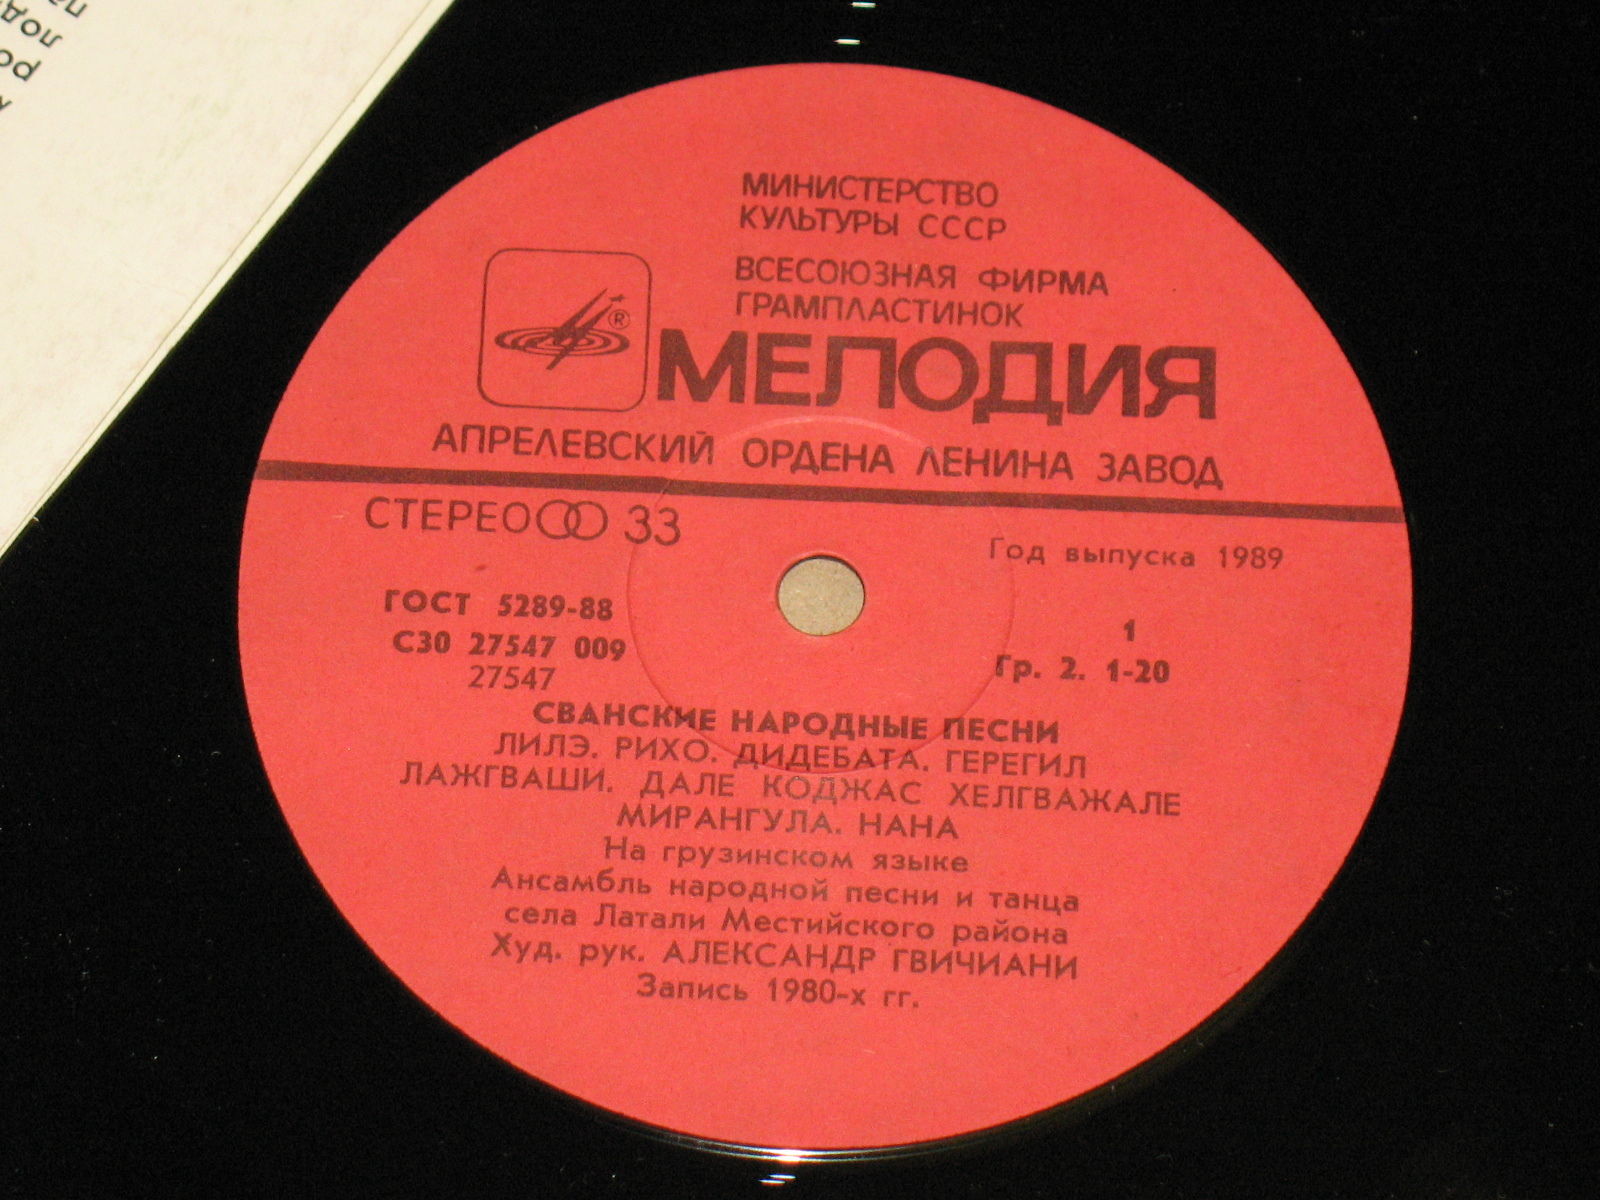 МИНИСТЕРСТВО
КУЛЬТУРЫ СССР
ВСЕСОЮЗНАЯ ФИРМА
ГРАМПЛАСТИНОК
®
МЕЛОДИЯ
АПРЕЛЕВСКИЙ ОРДЕНА ЛЕНИНА ЗАВОД
СТЕРЕО 33
Год выпуска 1989
ГОСТ 5289-88
С30 27547 009
27547
1
Гр. 2. 1-20
СВАНСКИЕ НАРОДНЫЕ ПЕСНИ
ЛИЛЭ. РИХО. ДИДЕБАТА. ГЕРЕГИЛ
ЛАЖГВАШИ. ДАЛЕ КОДЖАС ХЕЛГВАЖАЛЕ
МИРАНГУЛА. НАНА
На грузинском языке
Ансамбль народной песни и танца
села Латали Местийского района
Худ. рук. АЛЕКСАНДР ГВИЧИАНИ
Запись 1980-х гг.